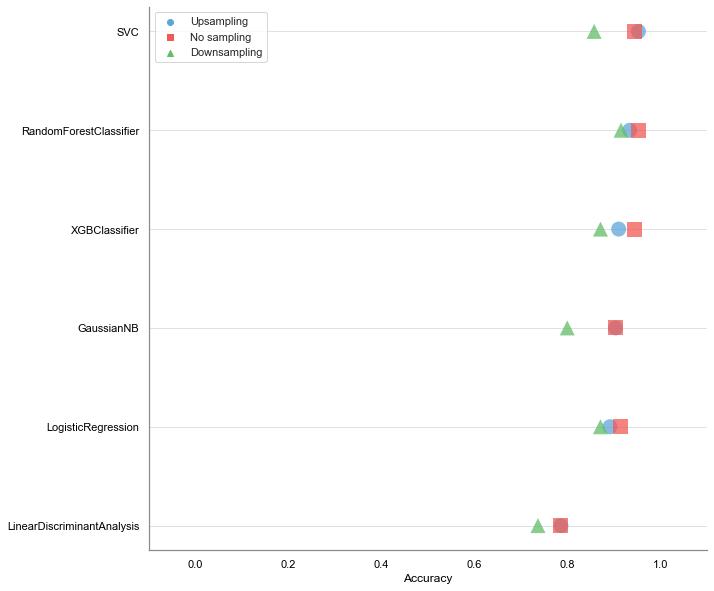 Upsampling
No sampling
Downsampling
SVC
RandomForestClassifier
XGBClassifier
GaussianNB
LogisticRegression
LinearDiscriminantAnalysis
0.0 0.2 0.4 0.6 0.8 1.0
Accuracy